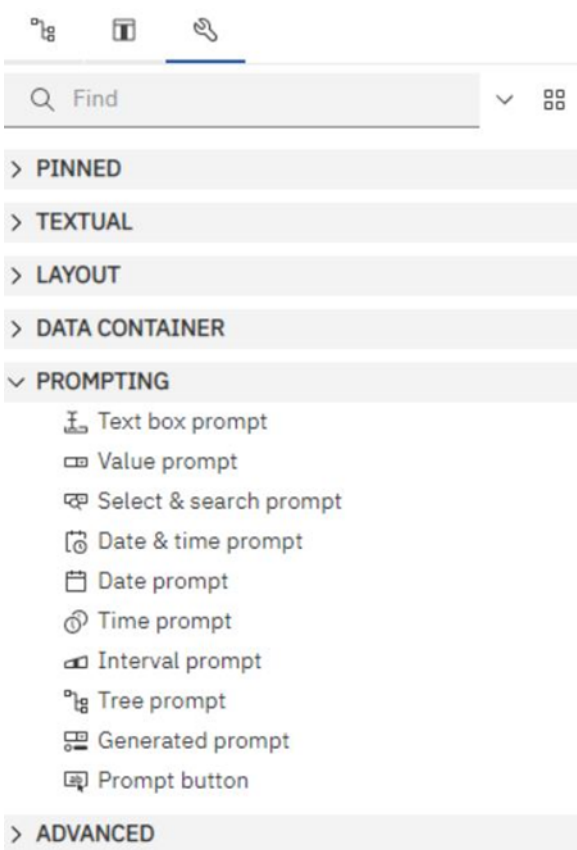 Find
PINNED
TEXTUAL
LAYOUT
DATA CONTAINER
PROMPTING
Text box prompt
Value prompt
Select & search prompt
Date & time prompt
Date prompt
Time prompt
Interval prompt
Tree prompt
Generated prompt
Prompt button
ADVANCED